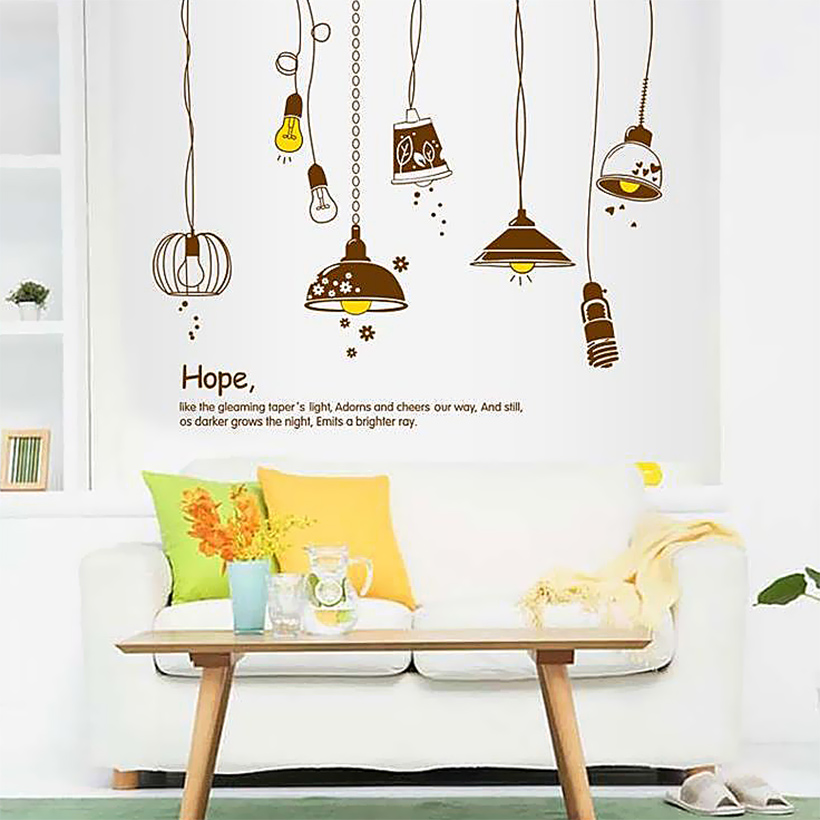 Hope,
like the gleaming taper's light, Adorns and cheers our way, And still,
os darker grows the night, Emits a brighter ray.